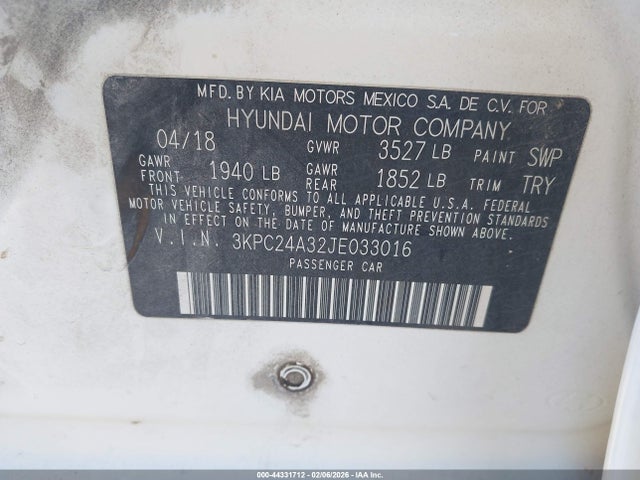 MFD. BY KIA MOTORS MEXICO S.A. DE C.V. FOR
HYUNDAI MOTOR COMPANY
04/18 GVWR 3527 LB PAINT SWP
GAWR FRONT 1940 LB GAWR REAR 1852 LB TRIM TRY
THIS VEHICLE CONFORMS TO ALL APPLICABLE U.S.A. FEDERAL
MOTOR VEHICLE SAFETY, BUMPER, AND THEFT PREVENTION STANDARDS
IN EFFECT ON THE DATE OF MANUFACTURE SHOWN ABOVE.
V.I.N. 3KPC24A32JE033016
PASSENGER CAR
000-44331712 - 02/06/2026 - COPYRIGHT IAA, INC.